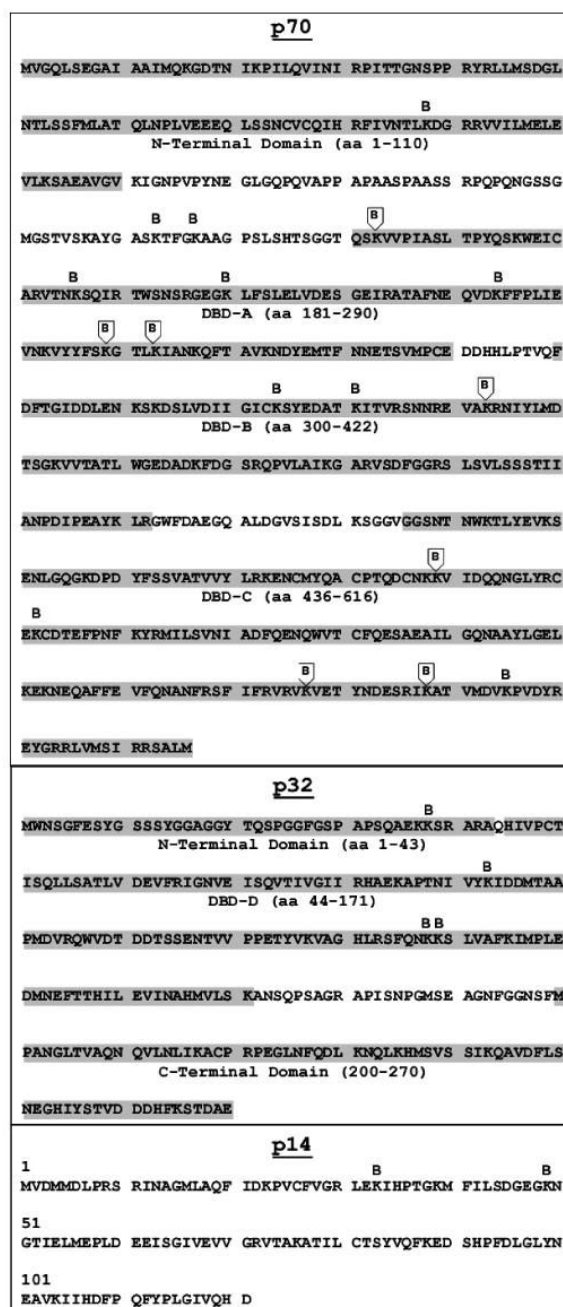 p70
MVGQLSEGAI AAIMQKGDTN IKPILQVINI RPITTGNSPP RYRLLMSDGL
B
NTLSSFMLAT QLNPLVEEEQ LSSNCVCQIH RFIVNTLKDG RRVVILMELE
N-Terminal Domain (aa 1-110)
VLKSAEAVGV KIGNPVPYNE GLGQPQVAPP APAASPAASS RPQPQNGSSG
B B B
MGSTVSKAYG ASKTFGKAAG PSLSHTSGGT QSKVVPIASL TPYQSKWEIC
B B B
ARVTNKSQIR TWSNSRGEGK LFSLELVDES GEIRATAFNE QVDKFFPLIE
DBD-A (aa 181-290)
B B
VNKVYYFSKG TLKIANKQFT AVKNDYEMTF NNETSVMPCE DDHHLPTVQF
B B B
DFTGIDDLEN KSKDSLVDII GICKSYEDAT KITVRSNNRE VAKRNIYLMD
DBD-B (aa 300-422)
TSGKVVTATL WGEDADKFDG SRQPVLAIKG ARVSDFGGRS LSVLSSSTII
ANPDIPEAYK LRGWFDAEGQ ALDGVSISDL KSGGVGGSNT NWKTLYEVKS
B
ENLGQGKDPD YFSSVATVVY LRKENCMYQA CPTQDCNKKV IDQQNGLYRC
DBD-C (aa 436-616)
B
EKCDTEFPNF KYRMILSVNI ADFQENQWVT CFQESAEAIL GQNAAYLGEL
B B B
KEKNEQAFFE VFQNANFRSF IFRVRVKVET YNDESRIKAT VMDVKPVDYR
EYGRRLVMSI RRSALM
p32
B
MWNSGFESYG SSSYGGAGGY TQSPGGFGSP APSQAEKKSR ARAQHIVPCT
N-Terminal Domain (aa 1-43)
B
ISQLLSATLV DEVFRIGNVE ISQVTIVGII RHAEKAPTNI VYKIDDMTAA
DBD-D (aa 44-171)
BB
PMDVRQWVDT DDTSSENTVV PPETYVKVAG HLRSFQNKKS LVAFKIMPLE
DMNEFTTHIL EVINAHMVLS KANSQPSAGR APISNPGMSE AGNFGGNSFM
PANGLTVAQN QVLNLIKACP RPEGLNFQDL KNQLKHMSVS SIKQAVDFLS
C-Terminal Domain (200-270)
NEGHIYSTVD DDHFKSTDAE
p14
1
B B
MVDMMDLPRS RINAGMLAQF IDKPVCFVGR LEKIHPTGKM FILSDGEGKN
51
GTIELMEPLD EEISGIVEVV GRVTAKATIL CTSYVQFKED SHPFDLGLYN
101
EAVKIIHDFP QFYPLGIVQH D